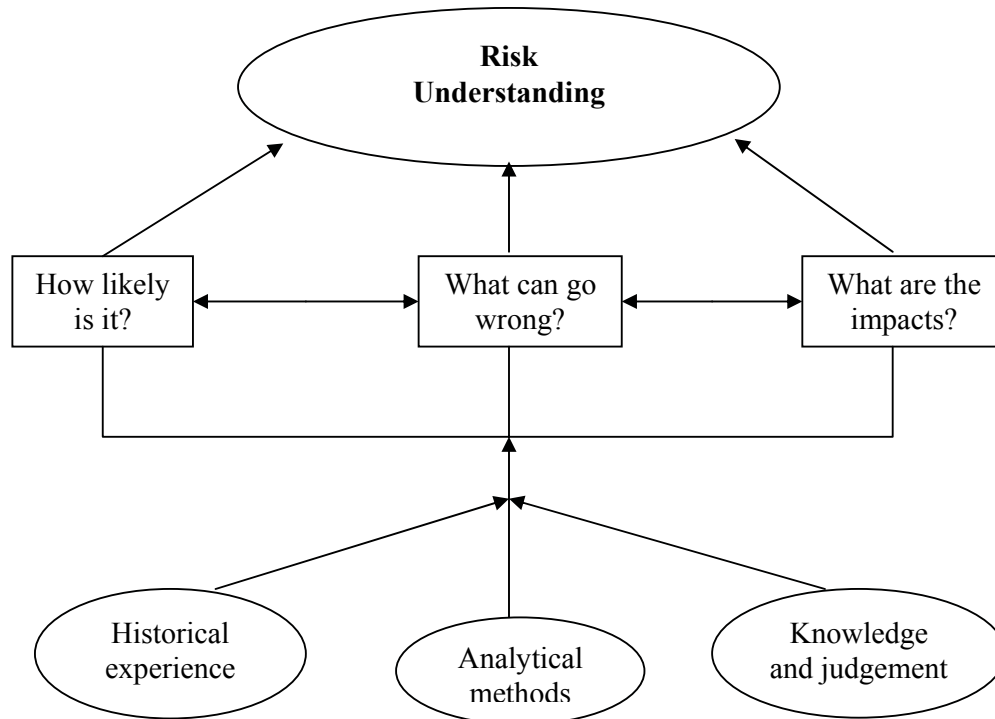 Risk
Understanding
How likely
is it?
What can go
wrong?
What are the
impacts?
Historical
experience
Analytical
methods
Knowledge
and judgement